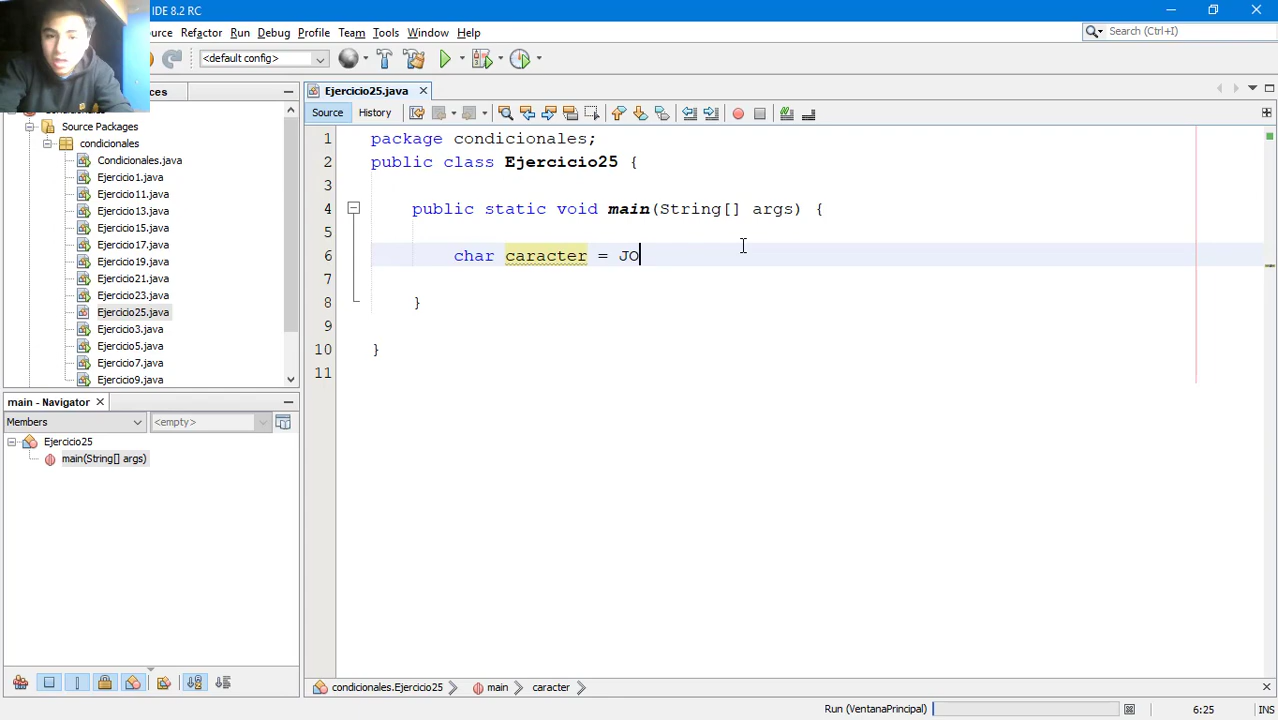 IDE 8.2 RC
Refactor Run Debug Profile Team Tools Window Help
Search (Ctrl+I)
<default config>
Ejercicio25.java
Source Packages
condicionales
Condicionales.java
Ejercicio1.java
Ejercicio11.java
Ejercicio13.java
Ejercicio15.java
Ejercicio17.java
Ejercicio19.java
Ejercicio21.java
Ejercicio23.java
Ejercicio25.java
Ejercicio3.java
Ejercicio5.java
Ejercicio7.java
Ejercicio9.java
main - Navigator
Members
<empty>
Ejercicio25
main(String[] args)
Source History
1 package condicionales;
2 public class Ejercicio25 {
3
4 public static void main(String[] args) {
5
6 char caracter = JO
7
8 }
9
10 }
11
condicionales.Ejercicio25 main caracter
Run (VentanaPrincipal) 6:25 INS